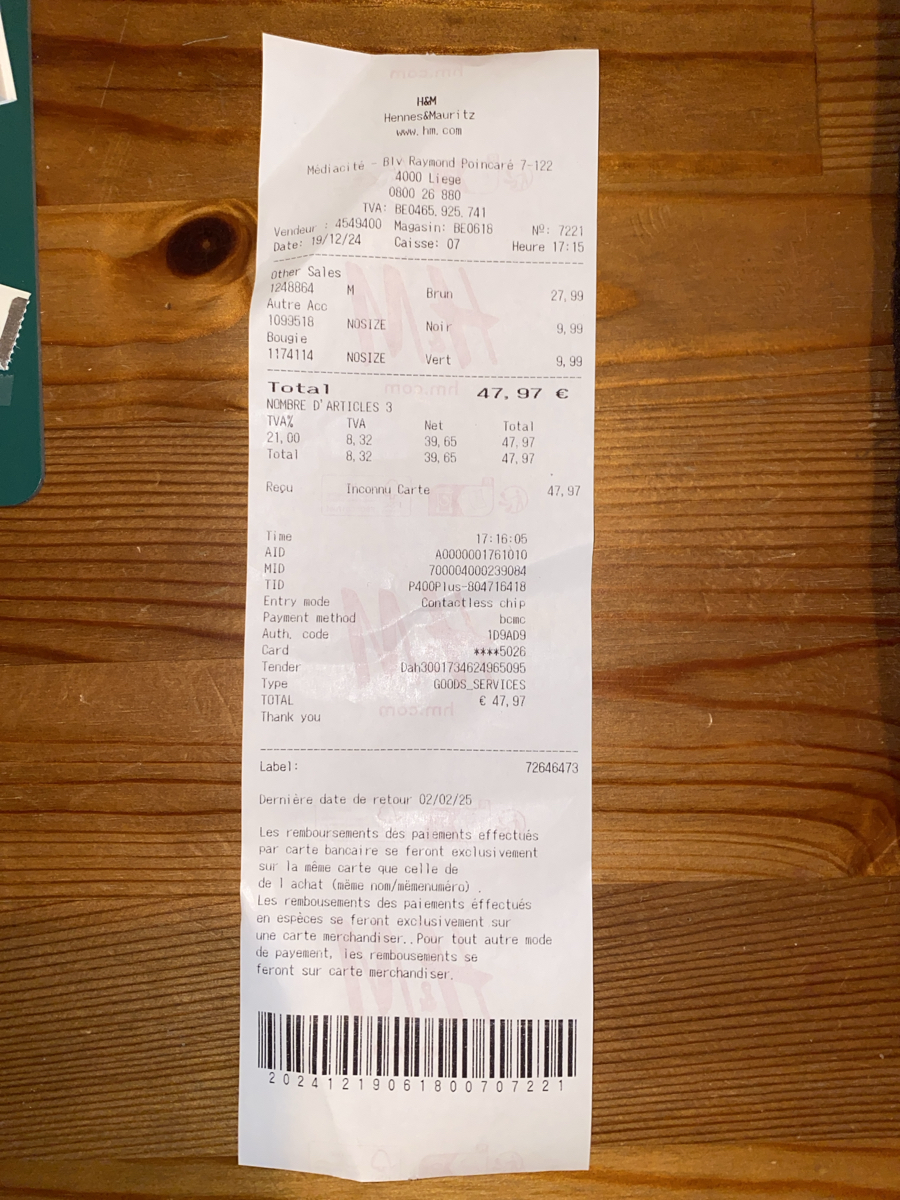 H&M
Hennes&Mauritz
www.hm.com
Médiacité - Blv Raymond Poincaré 7-122
4000 Liege
0800 26 880
TVA: BE0465.925.741
Vendeur : 4549400 Magasin: BE0618 Nº: 7221
Date: 19/12/24 Caisse: 07 Heure 17:15
Other Sales
1248864 M Brun 27,99
Autre Acc
1099518 NOSIZE Noir 9,99
Bougie
1174114 NOSIZE Vert 9,99
Total 47,97 €
NOMBRE D'ARTICLES 3
TVA% TVA Net Total
21,00 8,32 39,65 47,97
Total 8,32 39,65 47,97
Reçu Inconnu Carte 47,97
Time 17:16:05
AID A0000001761010
MID 700004000239084
TID P400Plus-804716418
Entry mode Contactless chip
Payment method bcmc
Auth. code 1D9AD9
Card ****5026
Tender Dah3001734624965095
Type GOODS_SERVICES
TOTAL € 47,97
Thank you
Label: 72646473
Dernière date de retour 02/02/25
Les remboursements des paiements effectués
par carte bancaire se feront exclusivement
sur la même carte que celle de
de l achat (même nom/mêmenuméro) .
Les rembousements des paiements éffectués
en espèces se feront exclusivement sur
une carte merchandiser..Pour tout autre mode
de payement, les rembousements se
feront sur carte merchandiser.
20241219061800707221